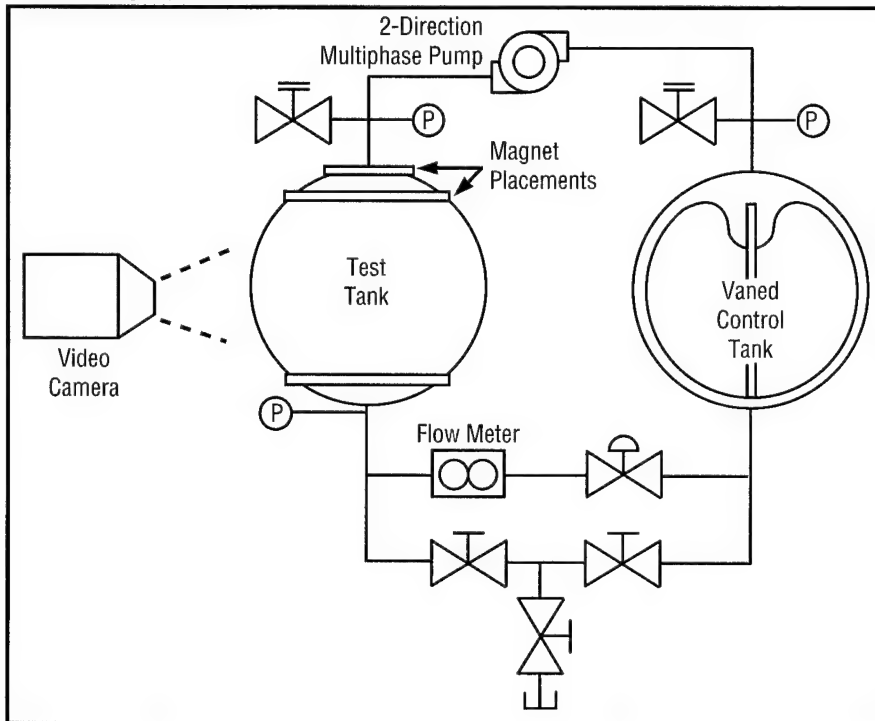 2-Direction
Multiphase Pump
P
P
Magnet
Placements
Test
Tank
Vaned
Control
Tank
Video
Camera
P
Flow Meter